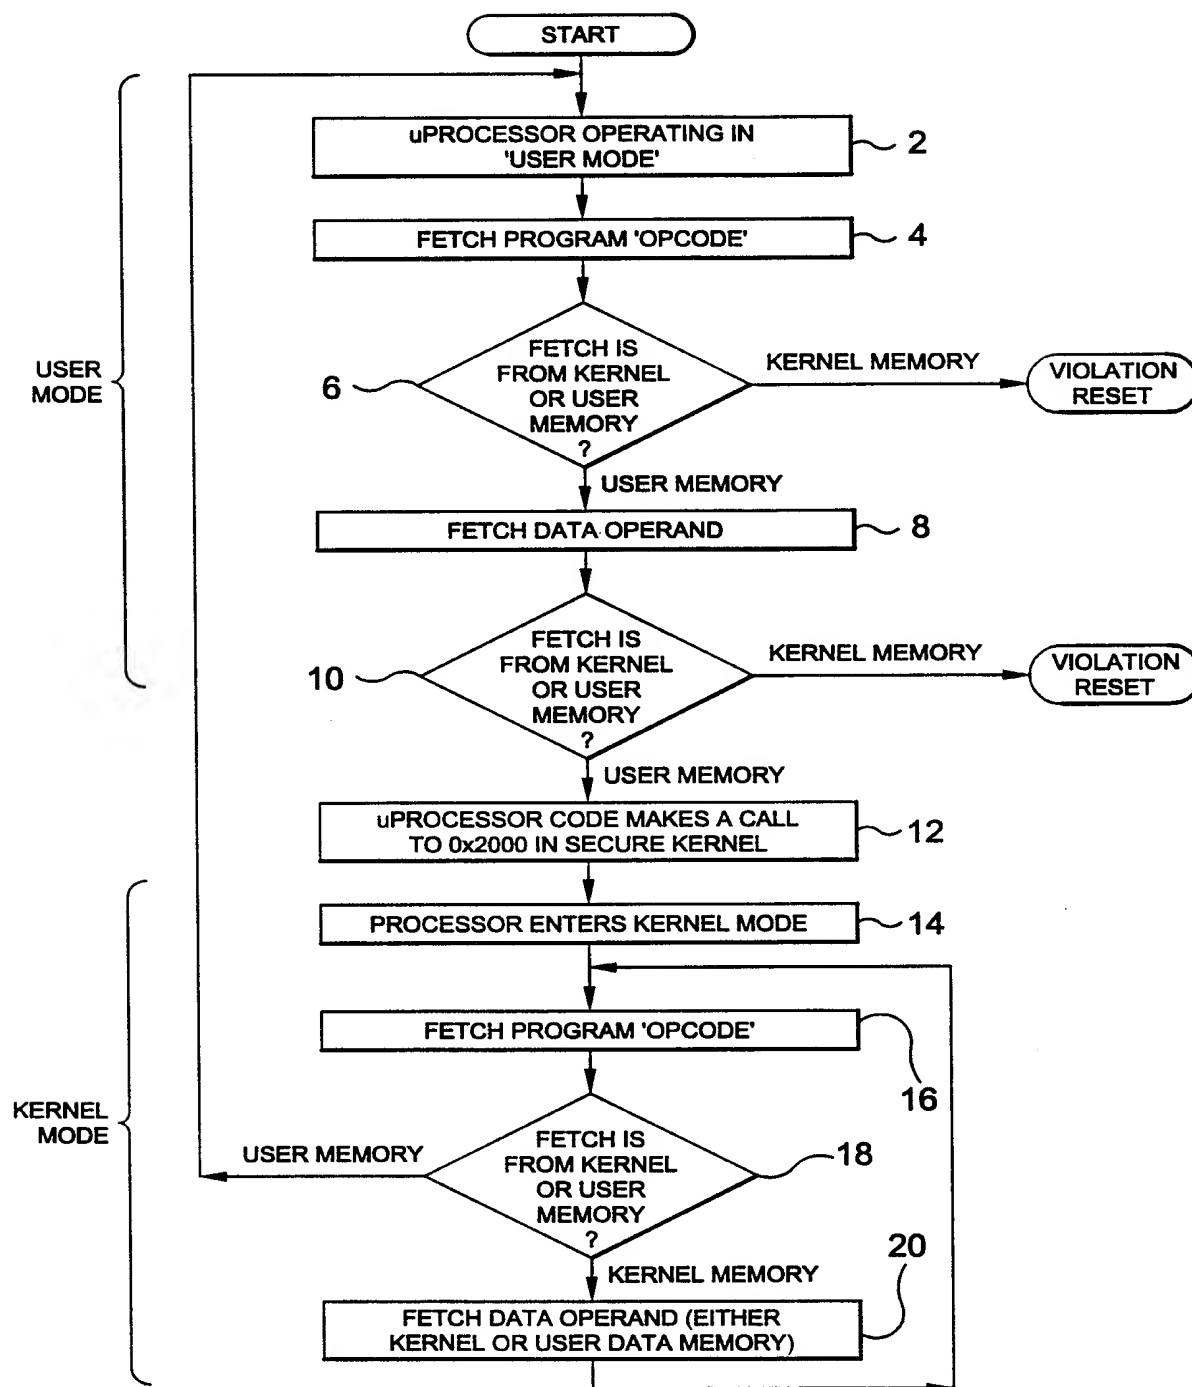 START
uPROCESSOR OPERATING IN
'USER MODE'
2
FETCH PROGRAM 'OPCODE'
4
USER
MODE
6
FETCH IS
FROM KERNEL
OR USER
MEMORY
?
KERNEL MEMORY
VIOLATION
RESET
USER MEMORY
FETCH DATA OPERAND
8
10
FETCH IS
FROM KERNEL
OR USER
MEMORY
?
KERNEL MEMORY
VIOLATION
RESET
USER MEMORY
uPROCESSOR CODE MAKES A CALL
TO 0x2000 IN SECURE KERNEL
12
PROCESSOR ENTERS KERNEL MODE
14
FETCH PROGRAM 'OPCODE'
16
KERNEL
MODE
USER MEMORY
FETCH IS
FROM KERNEL
OR USER
MEMORY
?
18
KERNEL MEMORY
20
FETCH DATA OPERAND (EITHER
KERNEL OR USER DATA MEMORY)